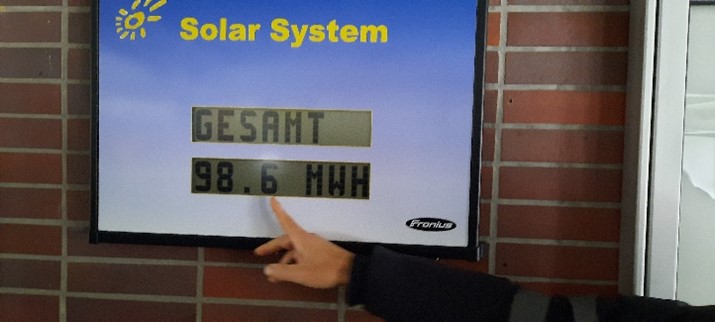 Solar System
GESAMT
98.6 MWH
Fronius